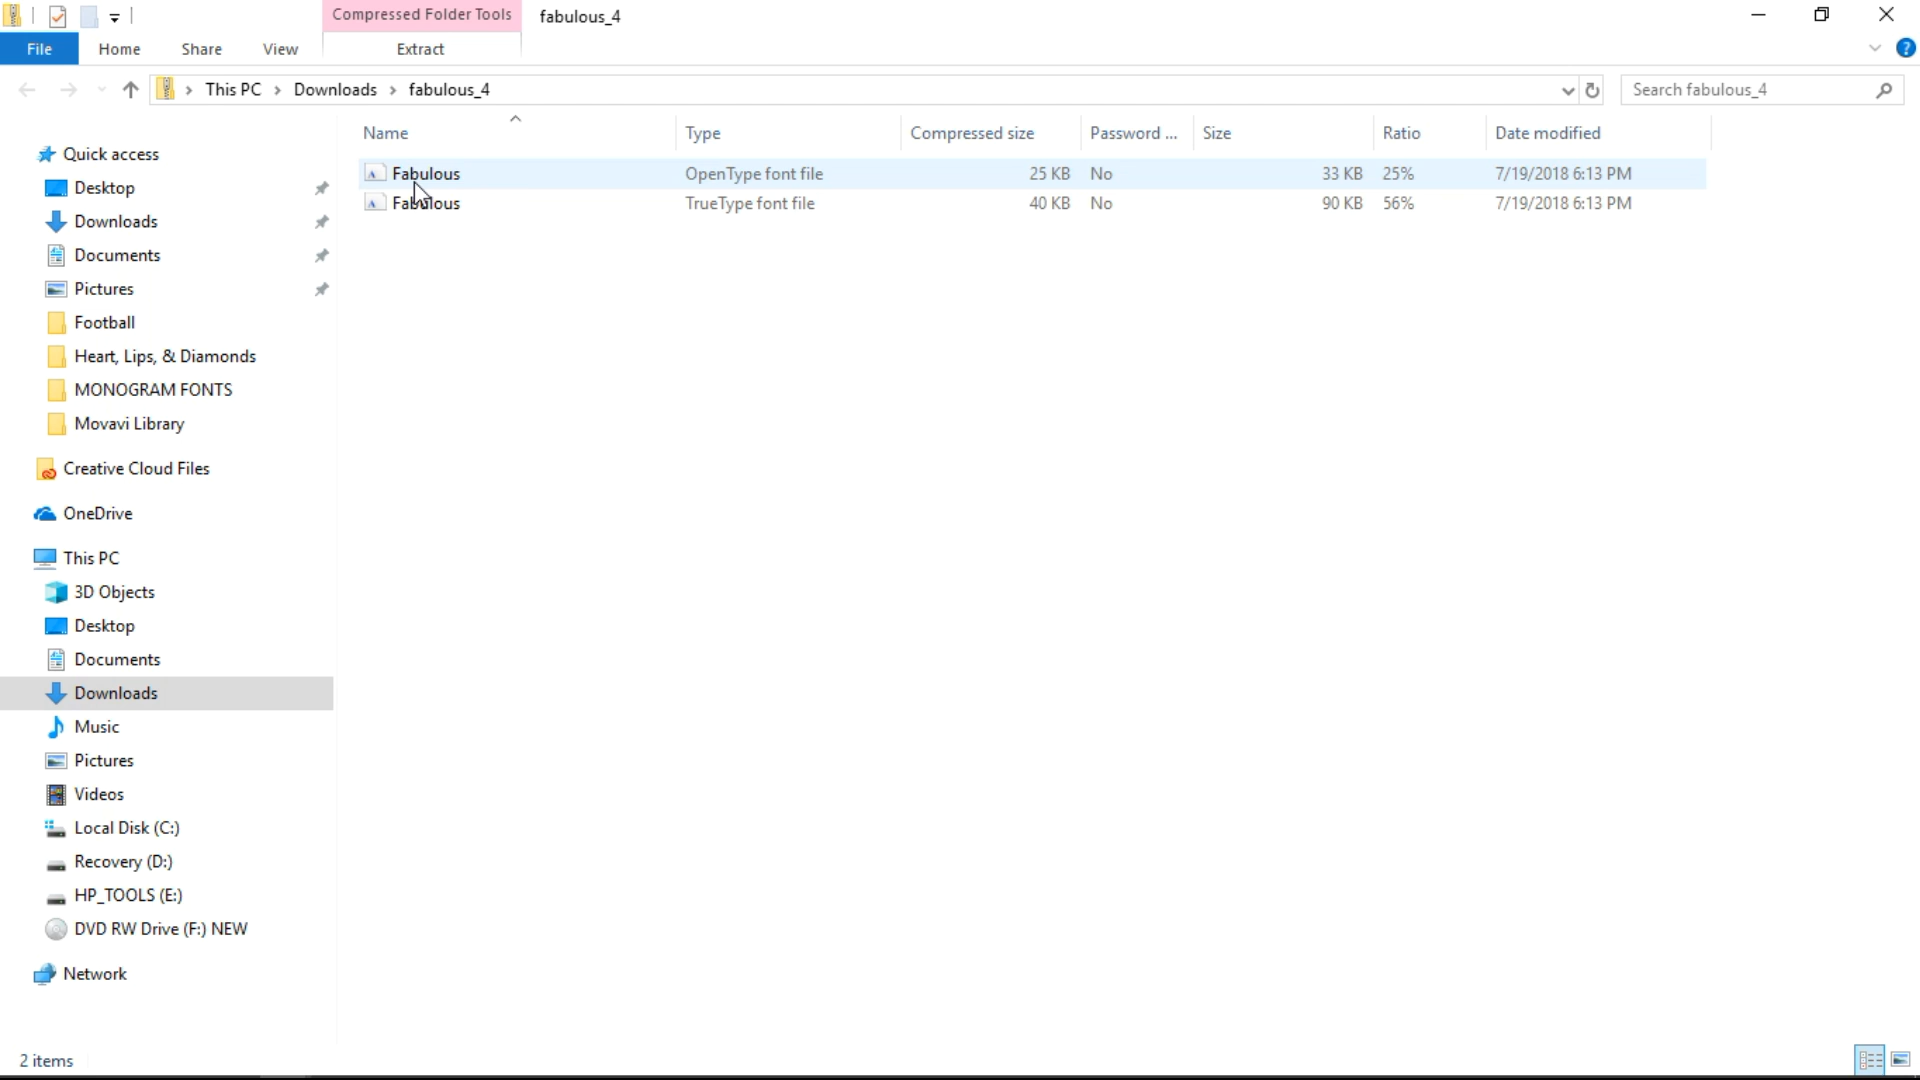 Compressed Folder Tools fabulous_4
File Home Share View Extract
This PC Downloads fabulous_4 Search fabulous_4
Name Type Compressed size Password ... Size Ratio Date modified
Fabulous OpenType font file 25 KB No 33 KB 25% 7/19/2018 6:13 PM
Fabulous TrueType font file 40 KB No 90 KB 56% 7/19/2018 6:13 PM
Quick access
Desktop
Downloads
Documents
Pictures
Football
Heart, Lips, & Diamonds
MONOGRAM FONTS
Movavi Library
Creative Cloud Files
OneDrive
This PC
3D Objects
Desktop
Documents
Downloads
Music
Pictures
Videos
Local Disk (C:)
Recovery (D:)
HP_TOOLS (E:)
DVD RW Drive (F:) NEW
Network
2 items